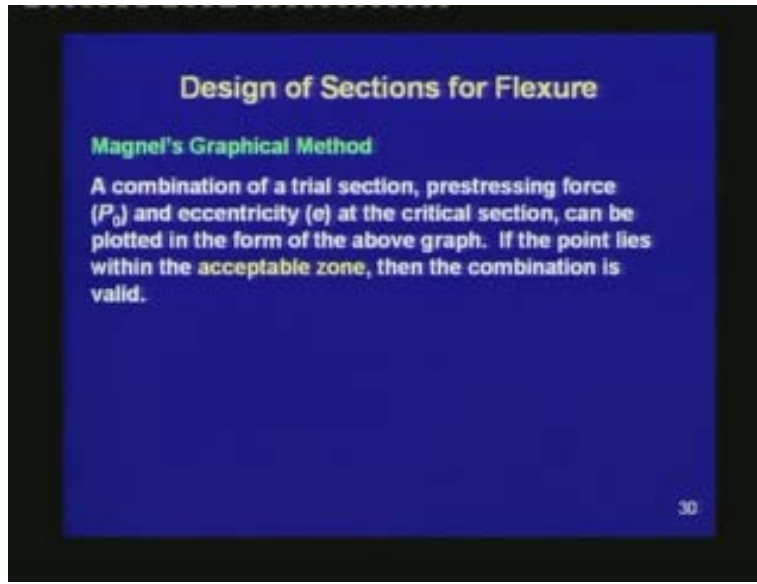 Design of Sections for Flexure
Magnel's Graphical Method
A combination of a trial section, prestressing force
(P₀) and eccentricity (e) at the critical section, can be
plotted in the form of the above graph. If the point lies
within the acceptable zone, then the combination is
valid.
30